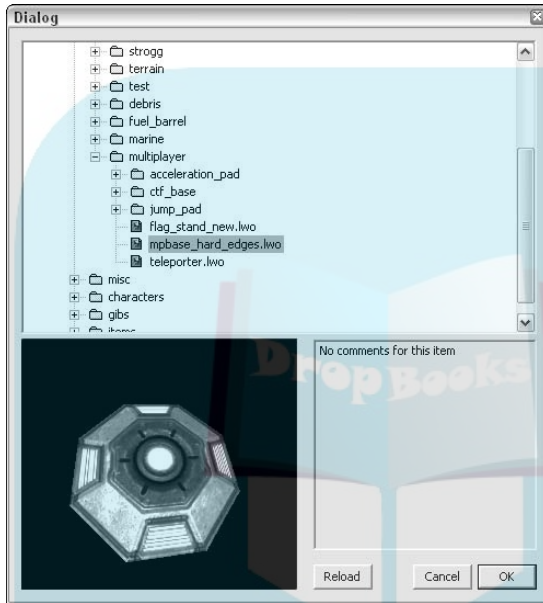 Dialog
strogg
terrain
test
debris
fuel_barrel
marine
multiplayer
acceleration_pad
ctf_base
jump_pad
flag_stand_new.lwo
mpbase_hard_edges.lwo
teleporter.lwo
misc
characters
gibs
items
No comments for this item
DropBooks
Reload
Cancel
OK